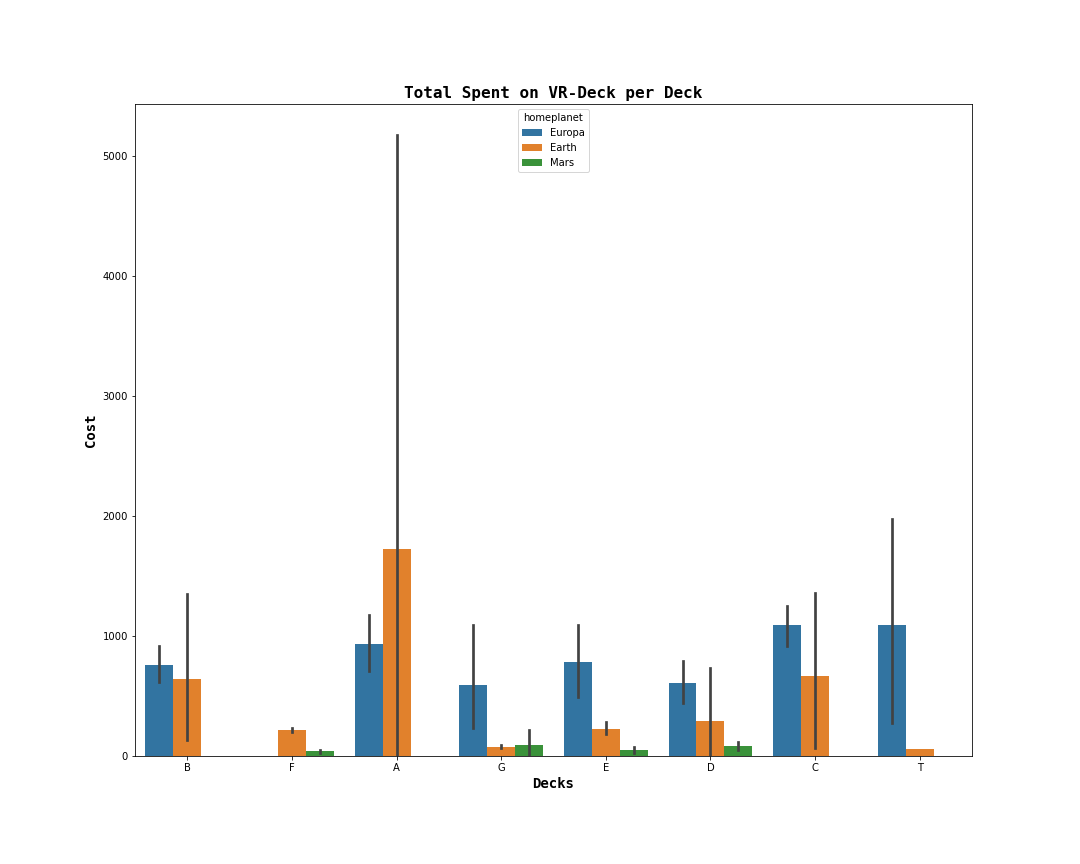 Total Spent on VR-Deck per Deck
homeplanet
Europa
Earth
Mars
5000
4000
3000
2000
1000
0
Cost
B F A G E D C T
Decks